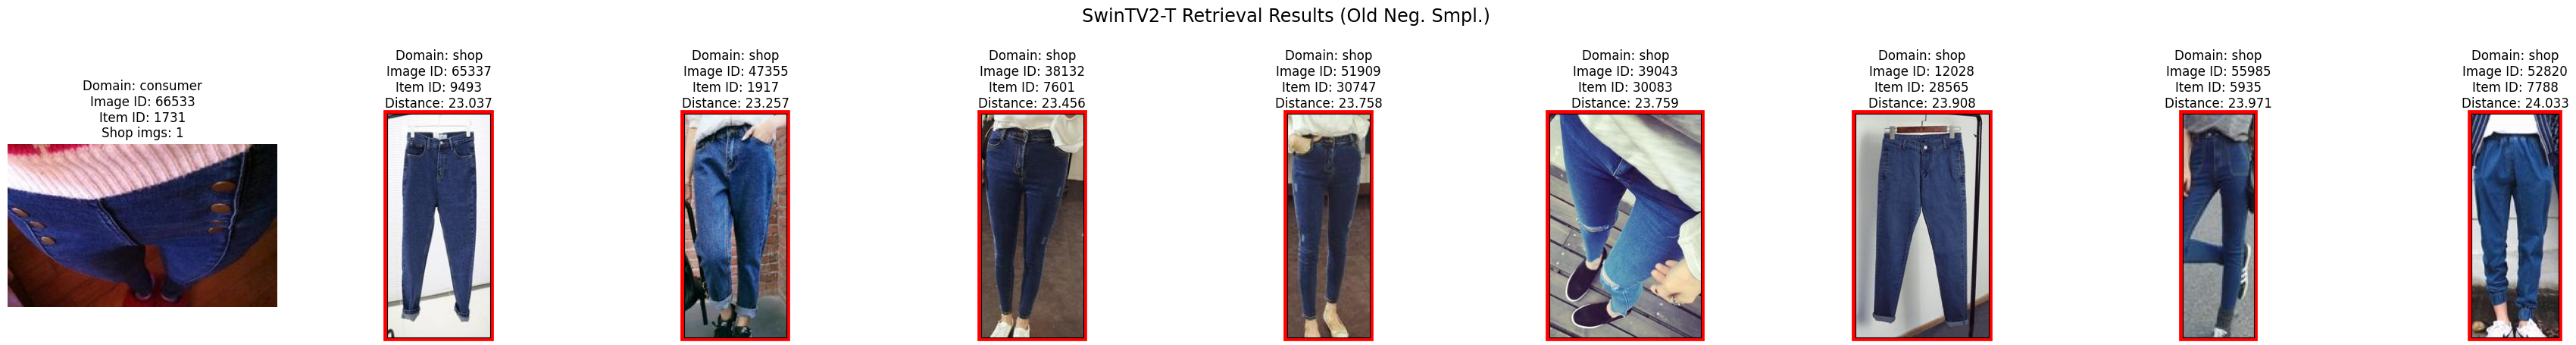 SwinTV2-T Retrieval Results (Old Neg. Smpl.)
Domain: consumer
Image ID: 66533
Item ID: 1731
Shop imgs: 1
Domain: shop
Image ID: 65337
Item ID: 9493
Distance: 23.037
Domain: shop
Image ID: 47355
Item ID: 1917
Distance: 23.257
Domain: shop
Image ID: 38132
Item ID: 7601
Distance: 23.456
Domain: shop
Image ID: 51909
Item ID: 30747
Distance: 23.758
Domain: shop
Image ID: 39043
Item ID: 30083
Distance: 23.759
Domain: shop
Image ID: 12028
Item ID: 28565
Distance: 23.908
Domain: shop
Image ID: 55985
Item ID: 5935
Distance: 23.971
Domain: shop
Image ID: 52820
Item ID: 7788
Distance: 24.033